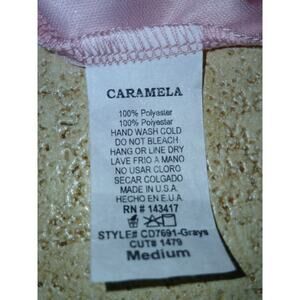 CARAMELA
100% Polyester
100% Poliyestar
HAND WASH COLD
DO NOT BLEACH
HANG OR LINE DRY
LAVE FRIO A MANO
NO USAR CLORO
SECAR COLGADO
MADE IN U.S.A.
HECHO EN E.U.A.
RN # 143417
STYLE# CD7691-Grays
CUT# 1479
Medium